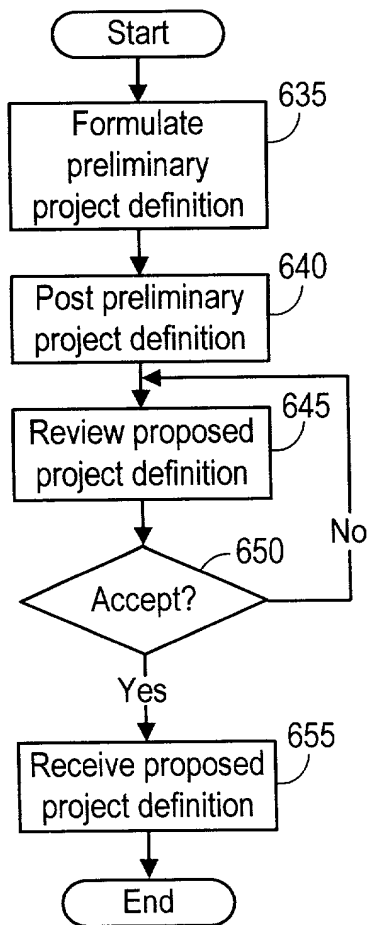 Start
635
Formulate
preliminary
project definition
640
Post preliminary
project definition
645
Review proposed
project definition
No
650
Accept?
Yes
655
Receive proposed
project definition
End